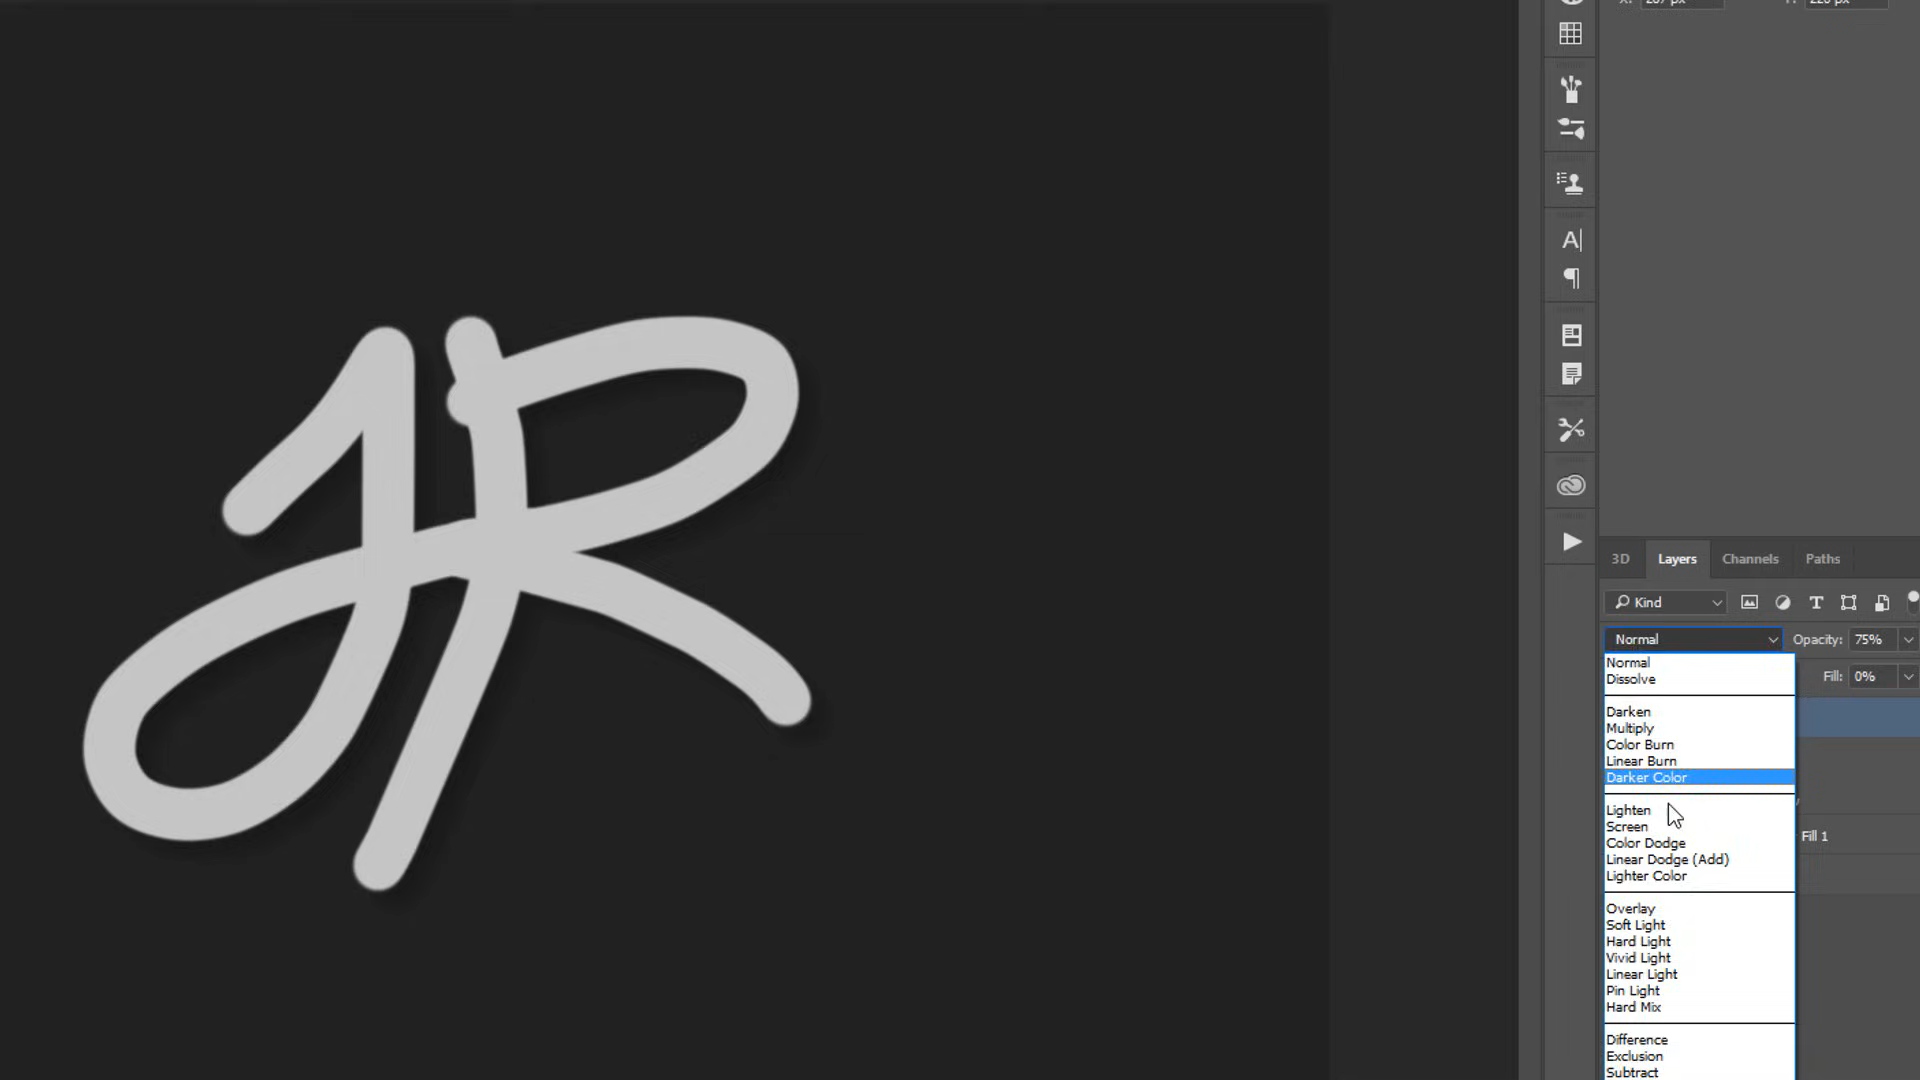 JR
3D Layers Channels Paths
Kind
Normal Opacity: 75%
Normal
Fill: 0%
Dissolve
Darken
Multiply
Color Burn
Linear Burn
Darker Color
Lighten
Screen
Fill 1
Color Dodge
Linear Dodge (Add)
Lighter Color
Overlay
Soft Light
Hard Light
Vivid Light
Linear Light
Pin Light
Hard Mix
Difference
Exclusion
Subtract